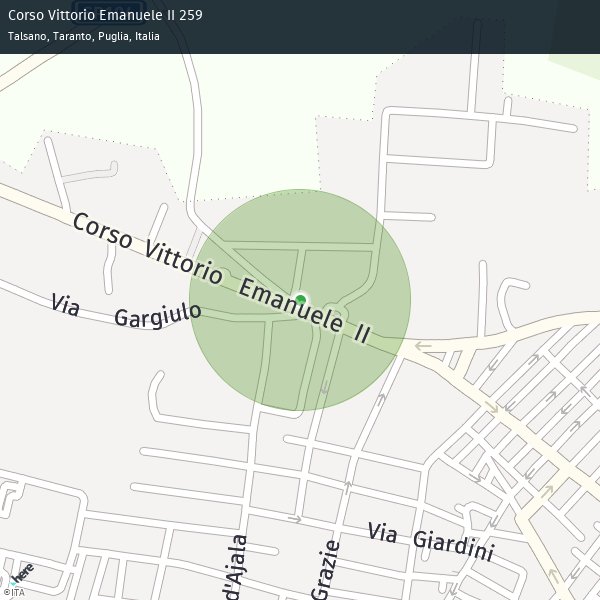 Corso Vittorio Emanuele II 259
Talsano, Taranto, Puglia, Italia
Corso Vittorio Emanuele II
Via Gargiulo
Via Giardini
d'Ajala
Grazie
here
©ITA